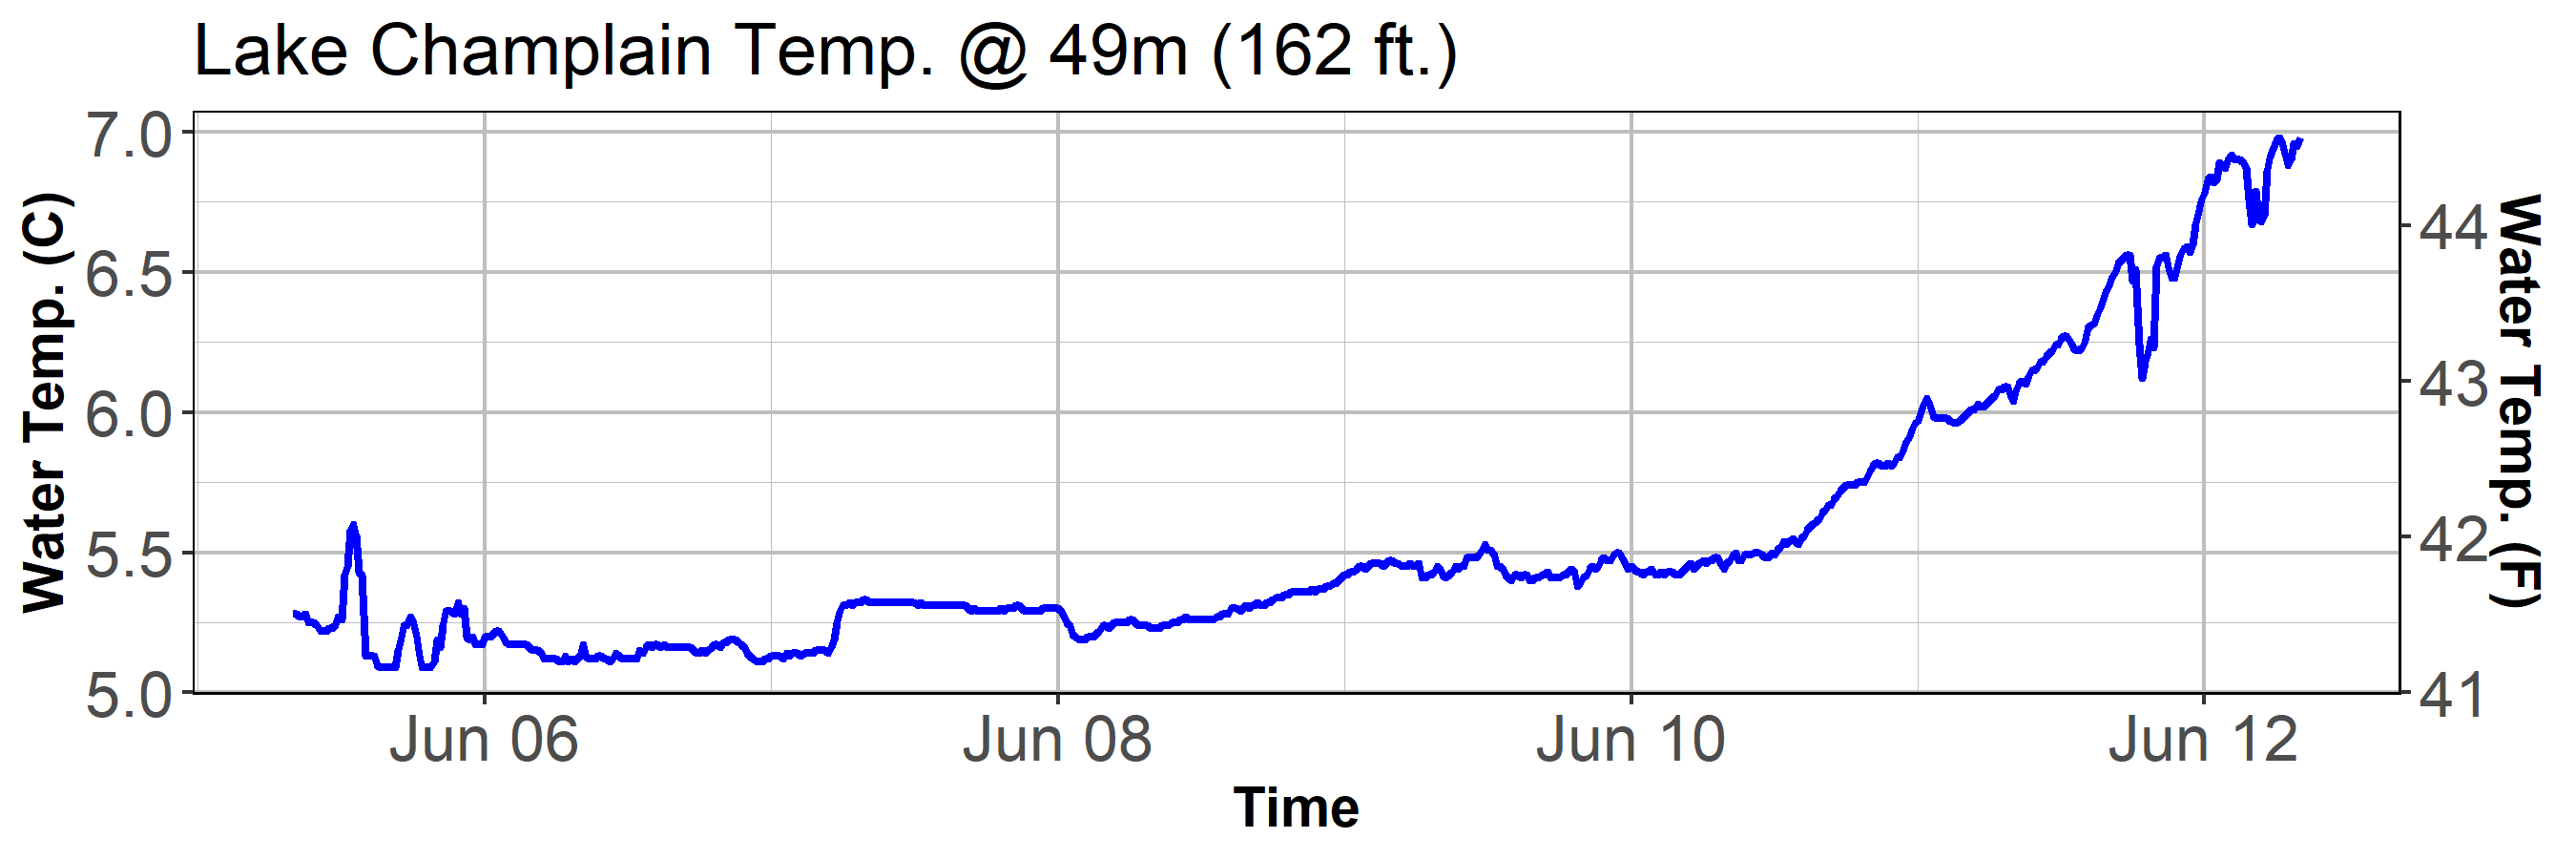 Lake Champlain Temp. @ 49m (162 ft.)
Water Temp. (C)
7.0
6.5
6.0
5.5
5.0
Water Temp. (F)
44
43
42
41
Jun 06
Jun 08
Jun 10
Jun 12
Time